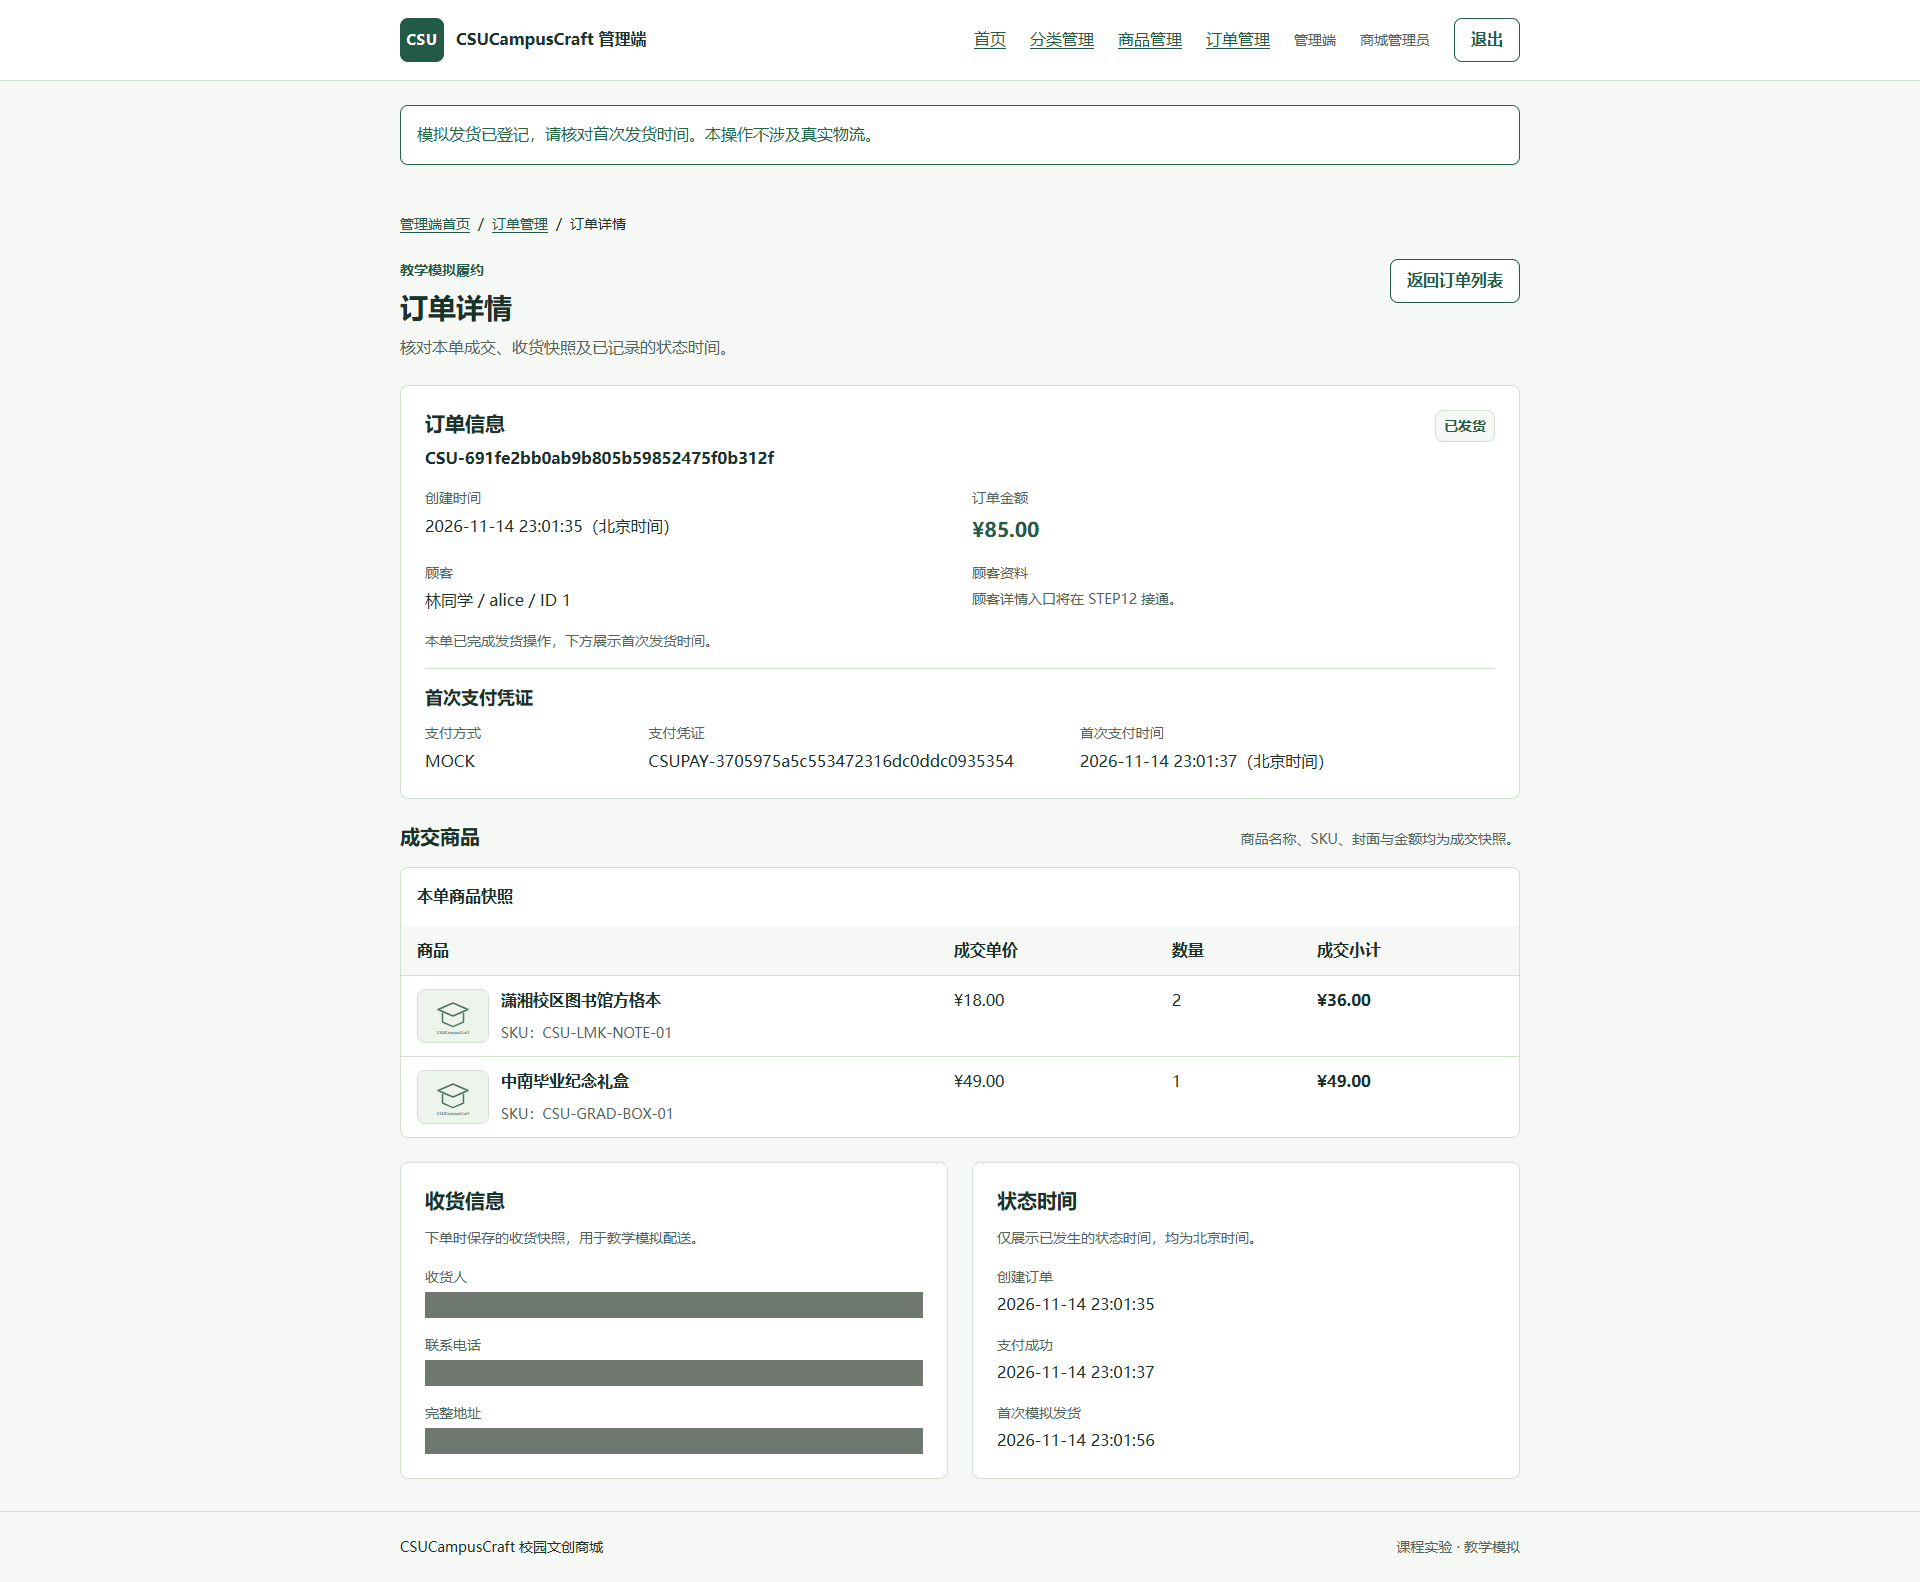 CSU CSUCampusCraft 管理端 首页 分类管理 商品管理 订单管理 管理端 商城管理员 退出
模拟发货已登记，请核对首次发货时间。本操作不涉及真实物流。
管理端首页 / 订单管理 / 订单详情
教学模拟履约
返回订单列表
订单详情
核对本单成交、收货快照及已记录的状态时间。
订单信息
已发货
CSU-691fe2bb0ab9b805b59852475f0b312f
创建时间
2026-11-14 23:01:35（北京时间）
订单金额
¥85.00
顾客
林同学 / alice / ID 1
顾客资料
顾客详情入口将在 STEP12 接通。
本单已完成发货操作，下方展示首次发货时间。
首次支付凭证
支付方式
MOCK
支付凭证
CSUPAY-3705975a5c553472316dc0ddc0935354
首次支付时间
2026-11-14 23:01:37（北京时间）
成交商品
商品名称、SKU、封面与金额均为成交快照。
本单商品快照
商品 成交单价 数量 成交小计
CSUCampusCraft
潇湘校区图书馆方格本 ¥18.00 2 ¥36.00
SKU：CSU-LMK-NOTE-01
CSUCampusCraft
中南毕业纪念礼盒 ¥49.00 1 ¥49.00
SKU：CSU-GRAD-BOX-01
收货信息
下单时保存的收货快照，用于教学模拟配送。
收货人
联系电话
完整地址
状态时间
仅展示已发生的状态时间，均为北京时间。
创建订单
2026-11-14 23:01:35
支付成功
2026-11-14 23:01:37
首次模拟发货
2026-11-14 23:01:56
CSUCampusCraft 校园文创商城
课程实验 · 教学模拟